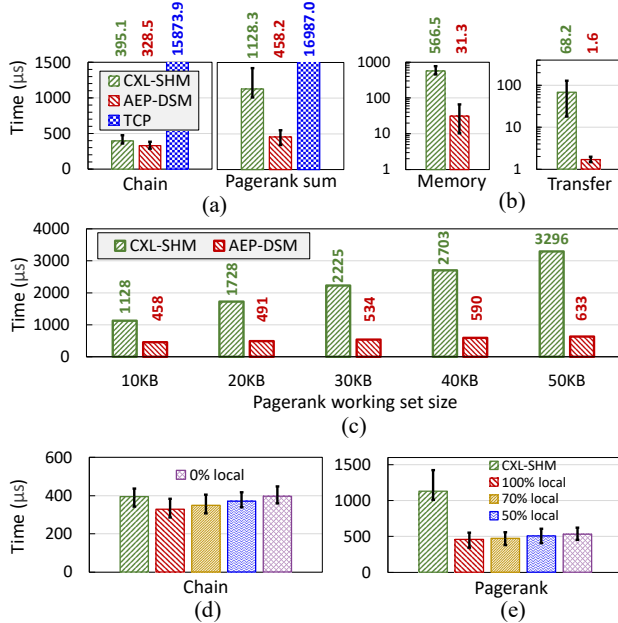 395.1
328.5
15873.9
1128.3
458.2
16987.0
566.5
31.3
68.2
1.6
Time (μs)
1500
1000
500
0
CXL-SHM
AEP-DSM
TCP
Chain
Pagerank sum
(a)
1000
100
10
1
Memory
100
10
1
Transfer
(b)
Time (μs)
4000
3000
2000
1000
0
CXL-SHM
AEP-DSM
1128
458
1728
491
2225
534
2703
590
3296
633
10KB
20KB
30KB
40KB
50KB
Pagerank working set size
(c)
Time (μs)
600
400
200
0
0% local
Chain
(d)
Time (μs)
1500
1000
500
0
CXL-SHM
100% local
70% local
50% local
Pagerank
(e)